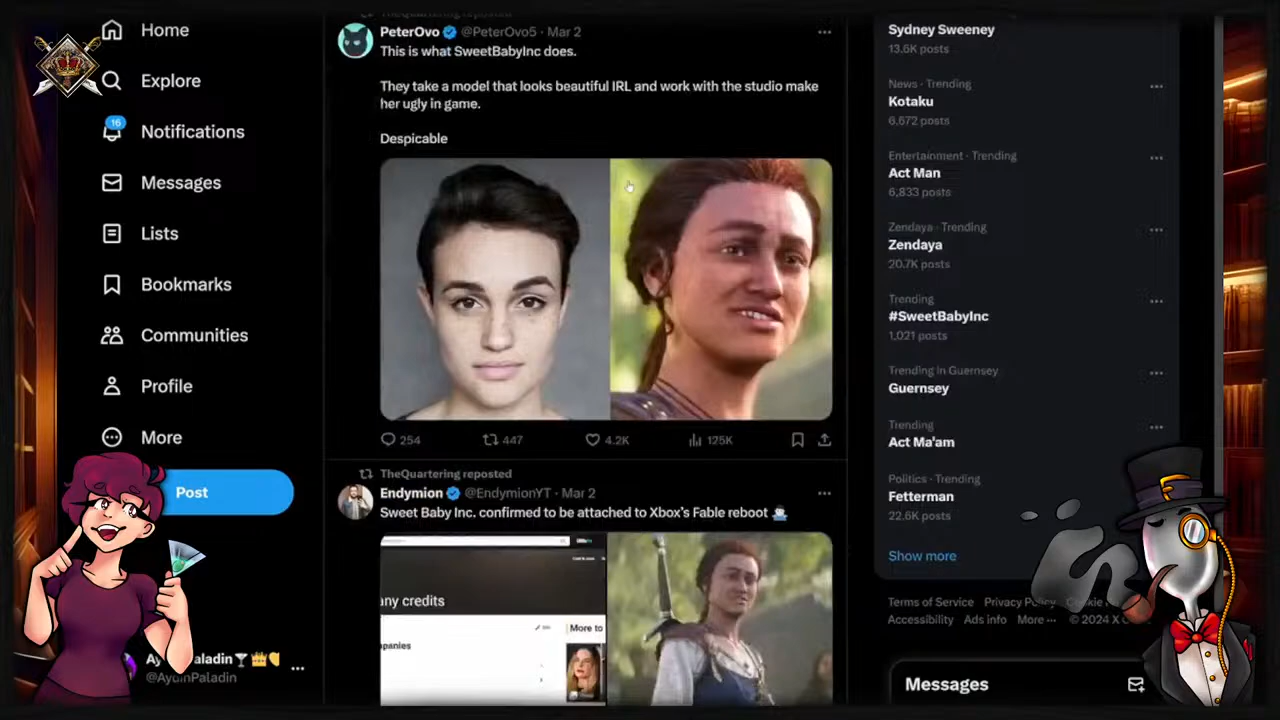 Home
Explore
16
Notifications
Messages
Lists
Bookmarks
Communities
Profile
More
Post
Paladin
@AydinPaladin
TheQuartering reposted
PeterOvo @PeterOvo5 · Mar 2
This is what SweetBabyInc does.
They take a model that looks beautiful IRL and work with the studio make
her ugly in game.
Despicable
254
447
4.2K
125K
TheQuartering reposted
Endymion @EndymionYT · Mar 2
Sweet Baby Inc. confirmed to be attached to Xbox's Fable reboot
any credits
More to
Sydney Sweeney
13.6K posts
News · Trending
Kotaku
6,672 posts
Entertainment · Trending
Act Man
6,833 posts
Zendaya · Trending
Zendaya
20.7K posts
Trending
#SweetBabyInc
1,021 posts
Trending in Guernsey
Guernsey
Trending
Act Ma'am
Politics · Trending
Fetterman
22.6K posts
Show more
Terms of Service Privacy Policy Cookie
Accessibility Ads info More ··· © 2024 X
Messages